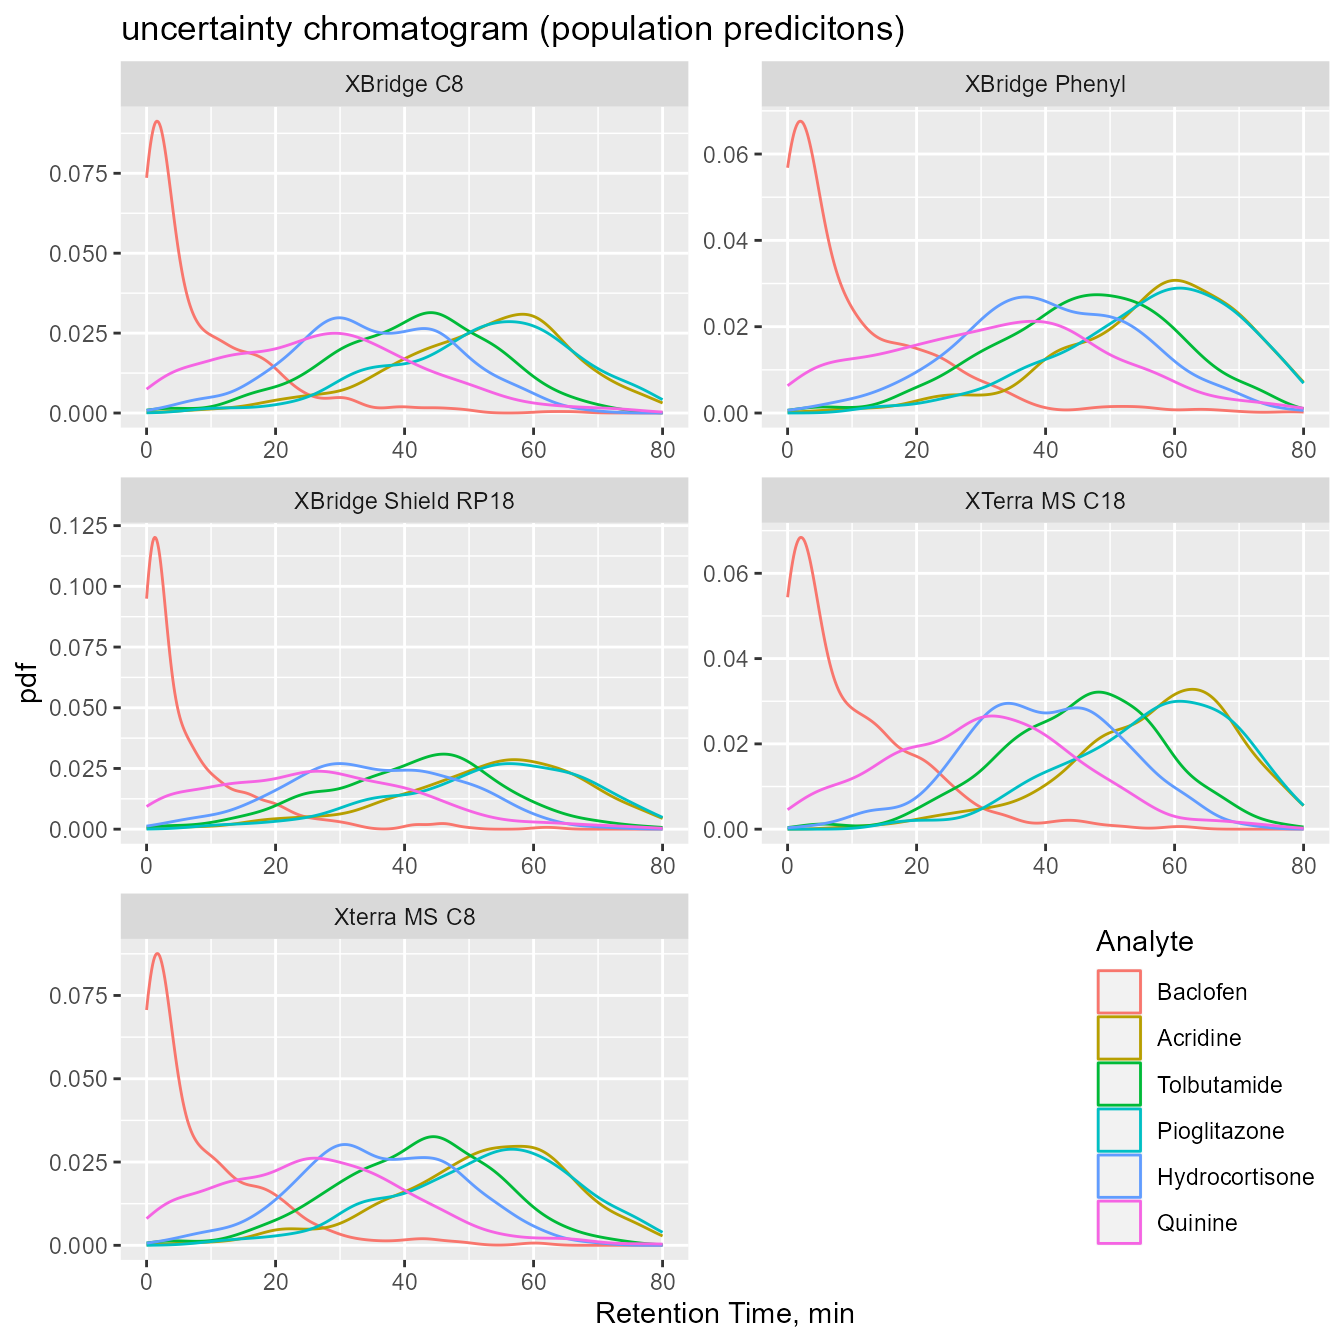 uncertainty chromatogram (population predicitons)
XBridge C8
XBridge Phenyl
0.075
0.050
0.025
0.000
0 20 40 60 80
0.06
0.04
0.02
0.00
0 20 40 60 80
XBridge Shield RP18
XTerra MS C18
0.125
0.100
0.075
0.050
0.025
0.000
0 20 40 60 80
0.06
0.04
0.02
0.00
0 20 40 60 80
pdf
Xterra MS C8
0.075
0.050
0.025
0.000
0 20 40 60 80
Retention Time, min
Analyte
Baclofen
Acridine
Tolbutamide
Pioglitazone
Hydrocortisone
Quinine